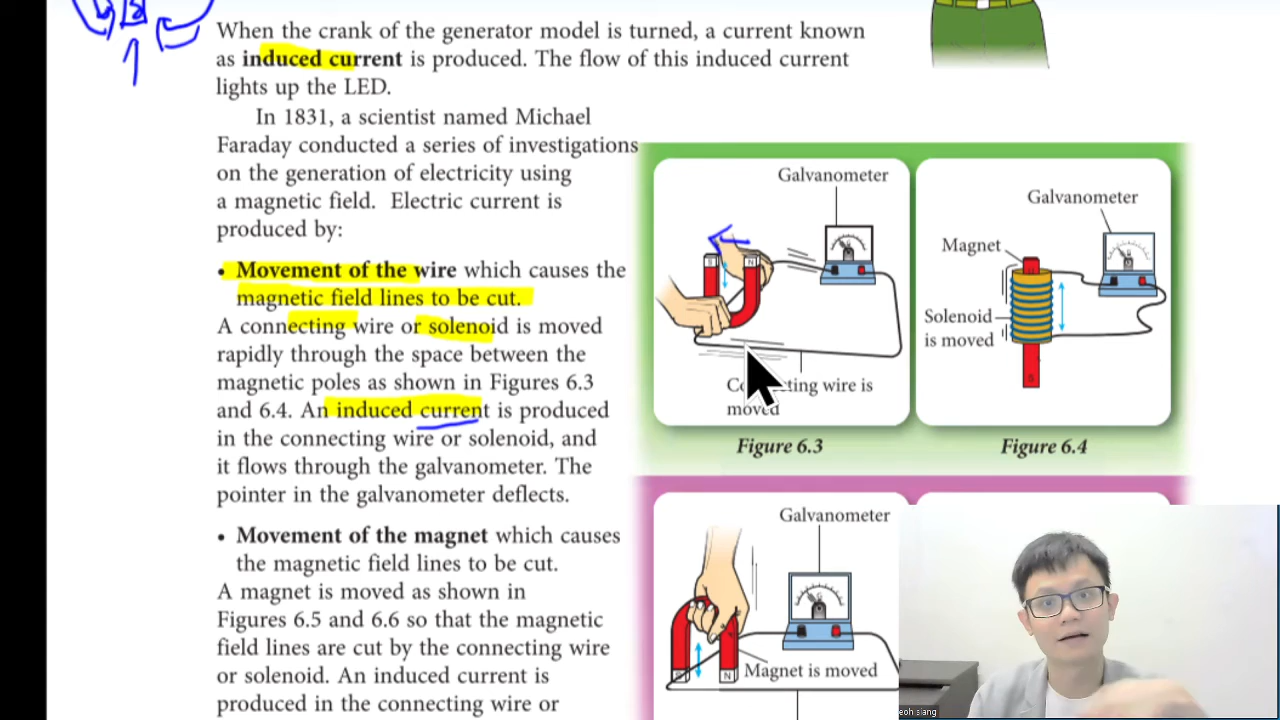 When the crank of the generator model is turned, a current known
as induced current is produced. The flow of this induced current
lights up the LED.
In 1831, a scientist named Michael
Faraday conducted a series of investigations
on the generation of electricity using
a magnetic field. Electric current is
produced by:
• Movement of the wire which causes the
magnetic field lines to be cut.
A connecting wire or solenoid is moved
rapidly through the space between the
magnetic poles as shown in Figures 6.3
and 6.4. An induced current is produced
in the connecting wire or solenoid, and
it flows through the galvanometer. The
pointer in the galvanometer deflects.
• Movement of the magnet which causes
the magnetic field lines to be cut.
A magnet is moved as shown in
Figures 6.5 and 6.6 so that the magnetic
field lines are cut by the connecting wire
or solenoid. An induced current is
produced in the connecting wire or
Galvanometer
S N
wire is
moved
Figure 6.3
Galvanometer
Magnet
Solenoid
is moved
S
Figure 6.4
Galvanometer
N
Magnet is moved
eoh siang